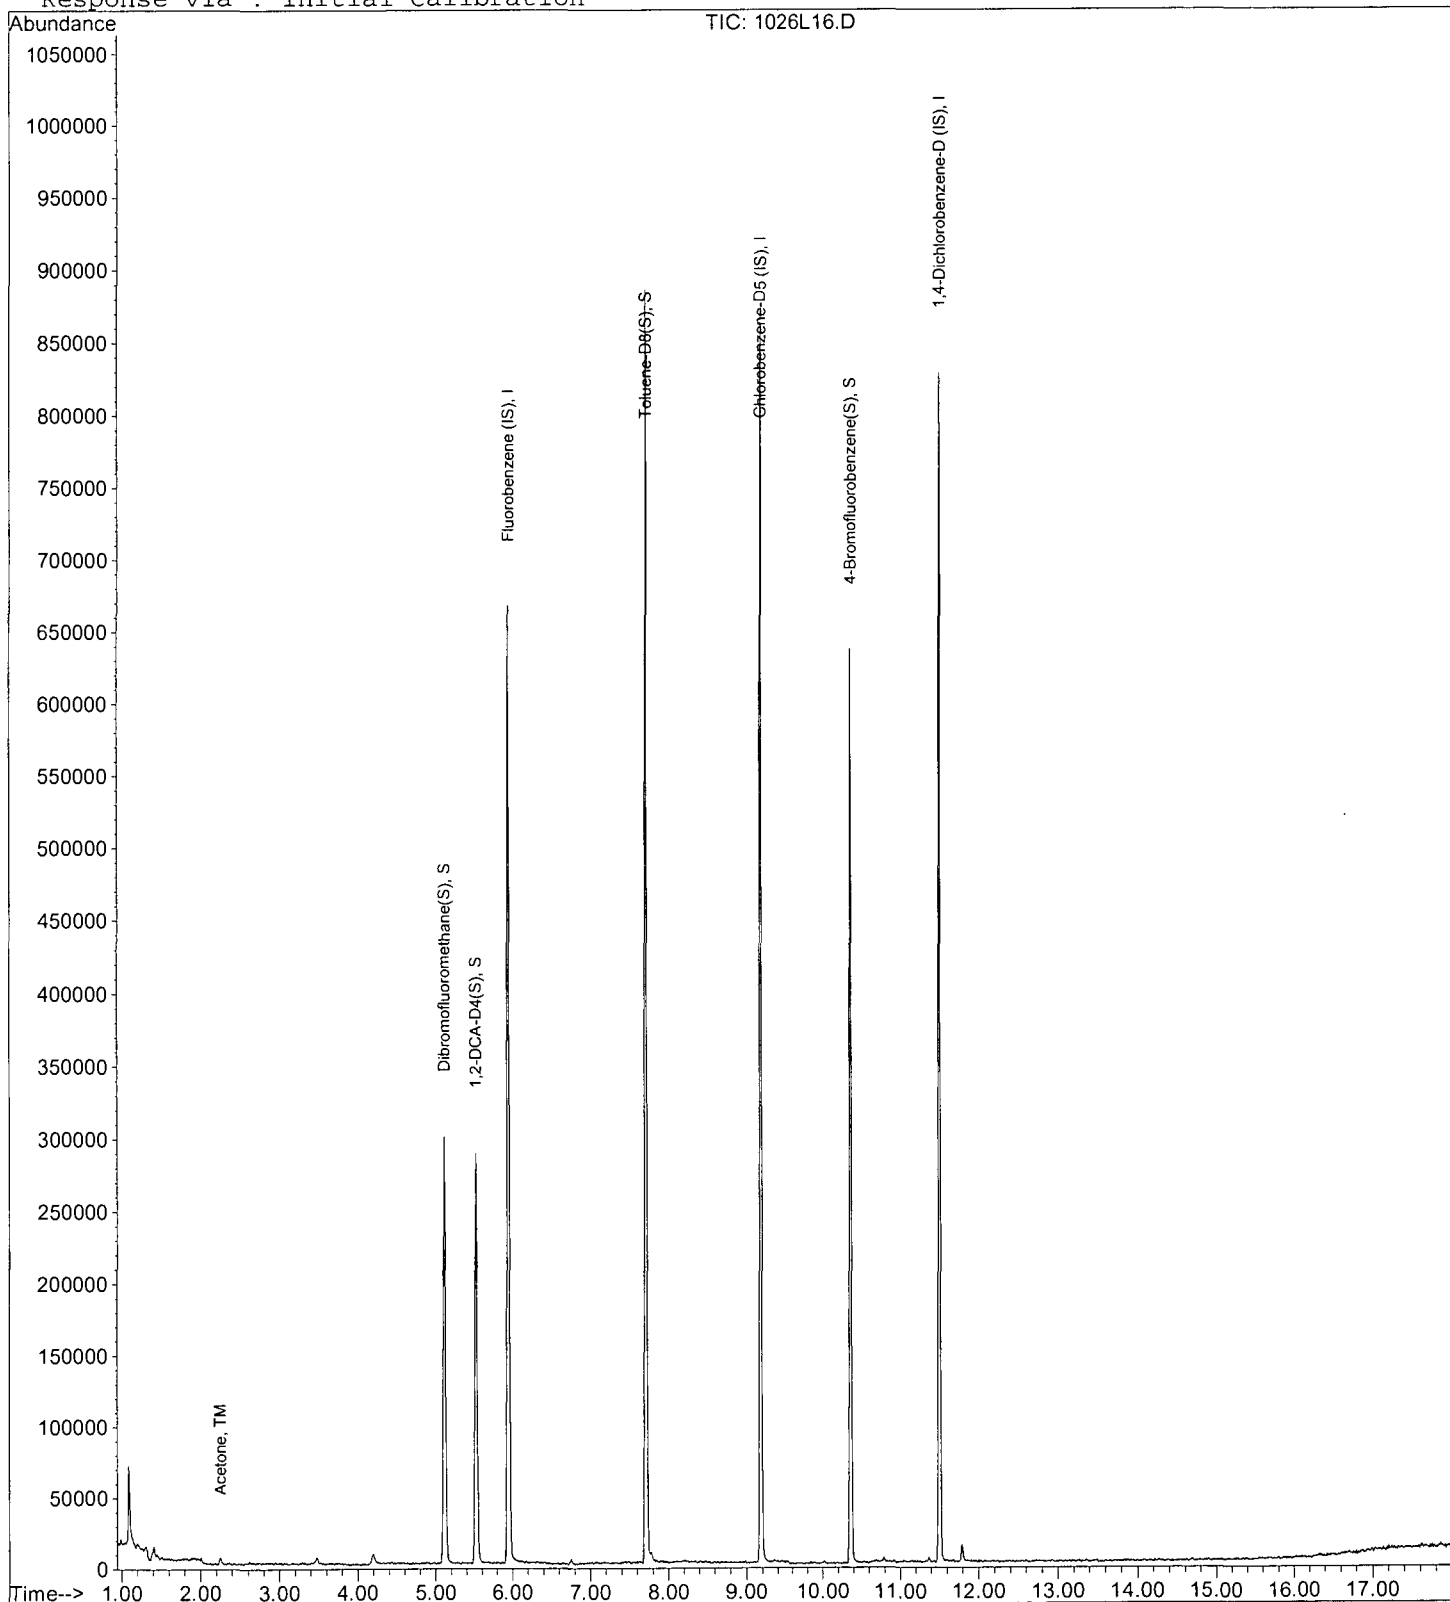 Response via : Initial Calibration
Abundance
TIC: 1026L16.D
1050000
1000000
950000
900000
850000
800000
750000
700000
650000
600000
550000
500000
450000
400000
350000
300000
250000
200000
150000
100000
50000
0
Acetone, TM
Dibromofluoromethane(S), S
1,2-DCA-D4(S), S
Fluorobenzene (IS), I
Toluene-D8(S), S
Chlorobenzene-D5 (IS), I
4-Bromofluorobenzene(S), S
1,4-Dichlorobenzene-D (IS), I
Time--> 1.00 2.00 3.00 4.00 5.00 6.00 7.00 8.00 9.00 10.00 11.00 12.00 13.00 14.00 15.00 16.00 17.00